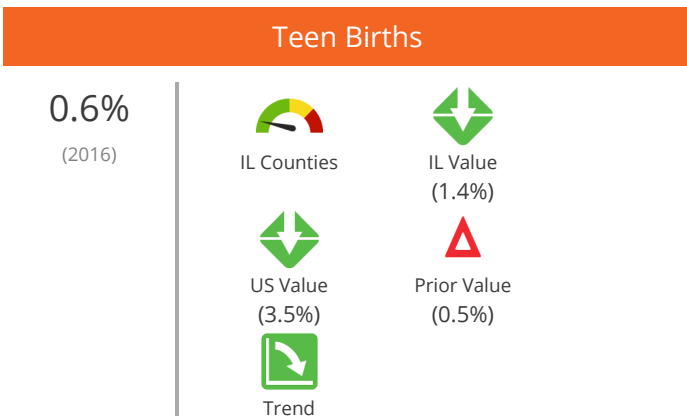 Teen Births
0.6%
(2016)
IL Counties
IL Value
(1.4%)
US Value
(3.5%)
Prior Value
(0.5%)
Trend